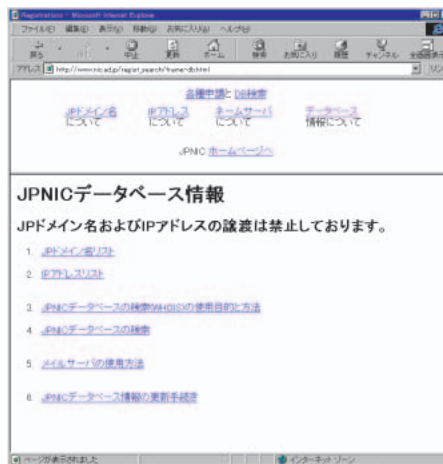 Registrations - Microsoft Internet Explorer
ファイル(F) 編集(E) 表示(V) 移動(G) お気に入り(A) ヘルプ(H)
戻る 中止 更新 ホーム 検索 お気に入り 履歴 チャンネル 全画面表示
アドレス http://www.nic.ad.jp/regist_search/frame-db.html リンク
各種申請とDB検索
JPドメイン名について IPアドレスについて ネームサーバについて データベース情報について
JPNIC ホームページへ
JPNICデータベース情報
JPドメイン名およびIPアドレスの譲渡は禁止しております。
1. JPドメイン名リスト
2. IPアドレスリスト
3. JPNICデータベースの検索(WHOIS)の使用目的と方法
4. JPNICデータベースの検索
5. メイルサーバの使用方法
6. JPNICデータベース情報の更新手続き
ページが表示されました インターネット ゾーン